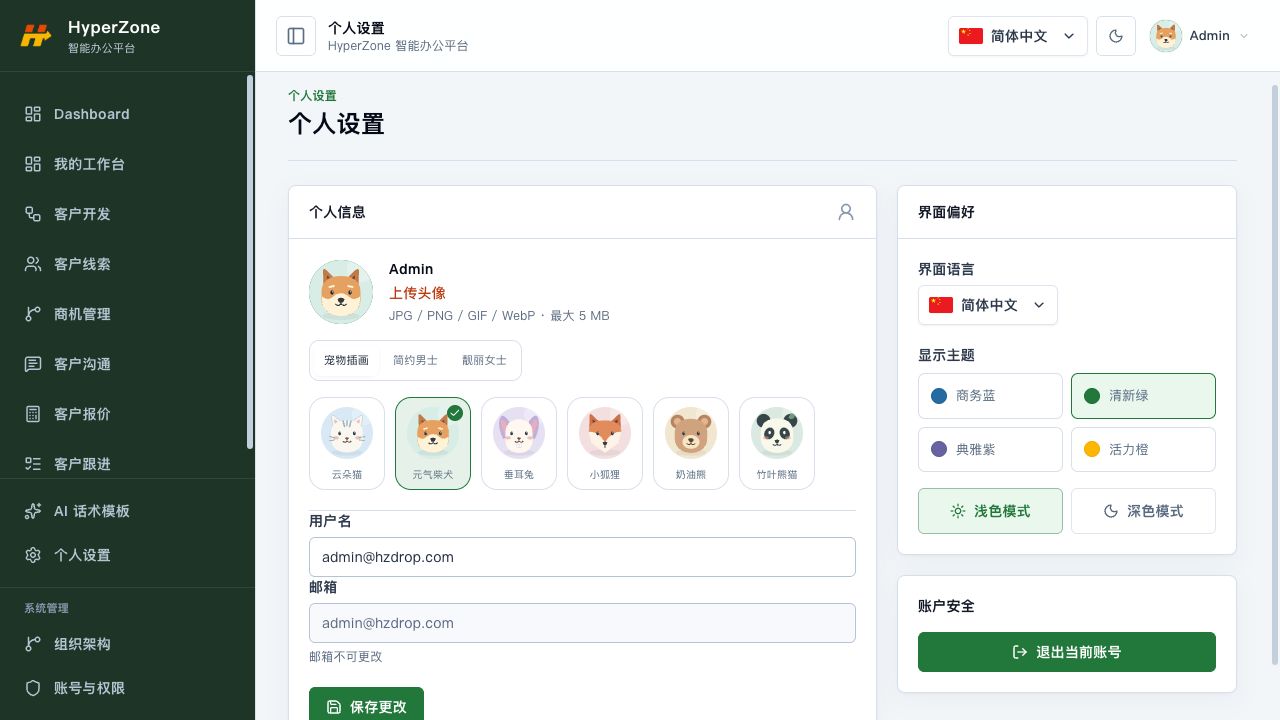 HyperZone
智能办公平台
Dashboard
我的工作台
客户开发
客户线索
商机管理
客户沟通
客户报价
客户跟进
AI 话术模板
个人设置
系统管理
组织架构
账号与权限
个人设置
HyperZone 智能办公平台
简体中文
Admin
个人设置
个人设置
个人信息
Admin
上传头像
JPG / PNG / GIF / WebP · 最大 5 MB
宠物插画 简约男士 靓丽女士
云朵猫 元气柴犬 垂耳兔 小狐狸 奶油熊 竹叶熊猫
用户名
admin@hzdrop.com
邮箱
admin@hzdrop.com
邮箱不可更改
保存更改
界面偏好
界面语言
简体中文
显示主题
商务蓝 清新绿
典雅紫 活力橙
浅色模式 深色模式
账户安全
退出当前账号